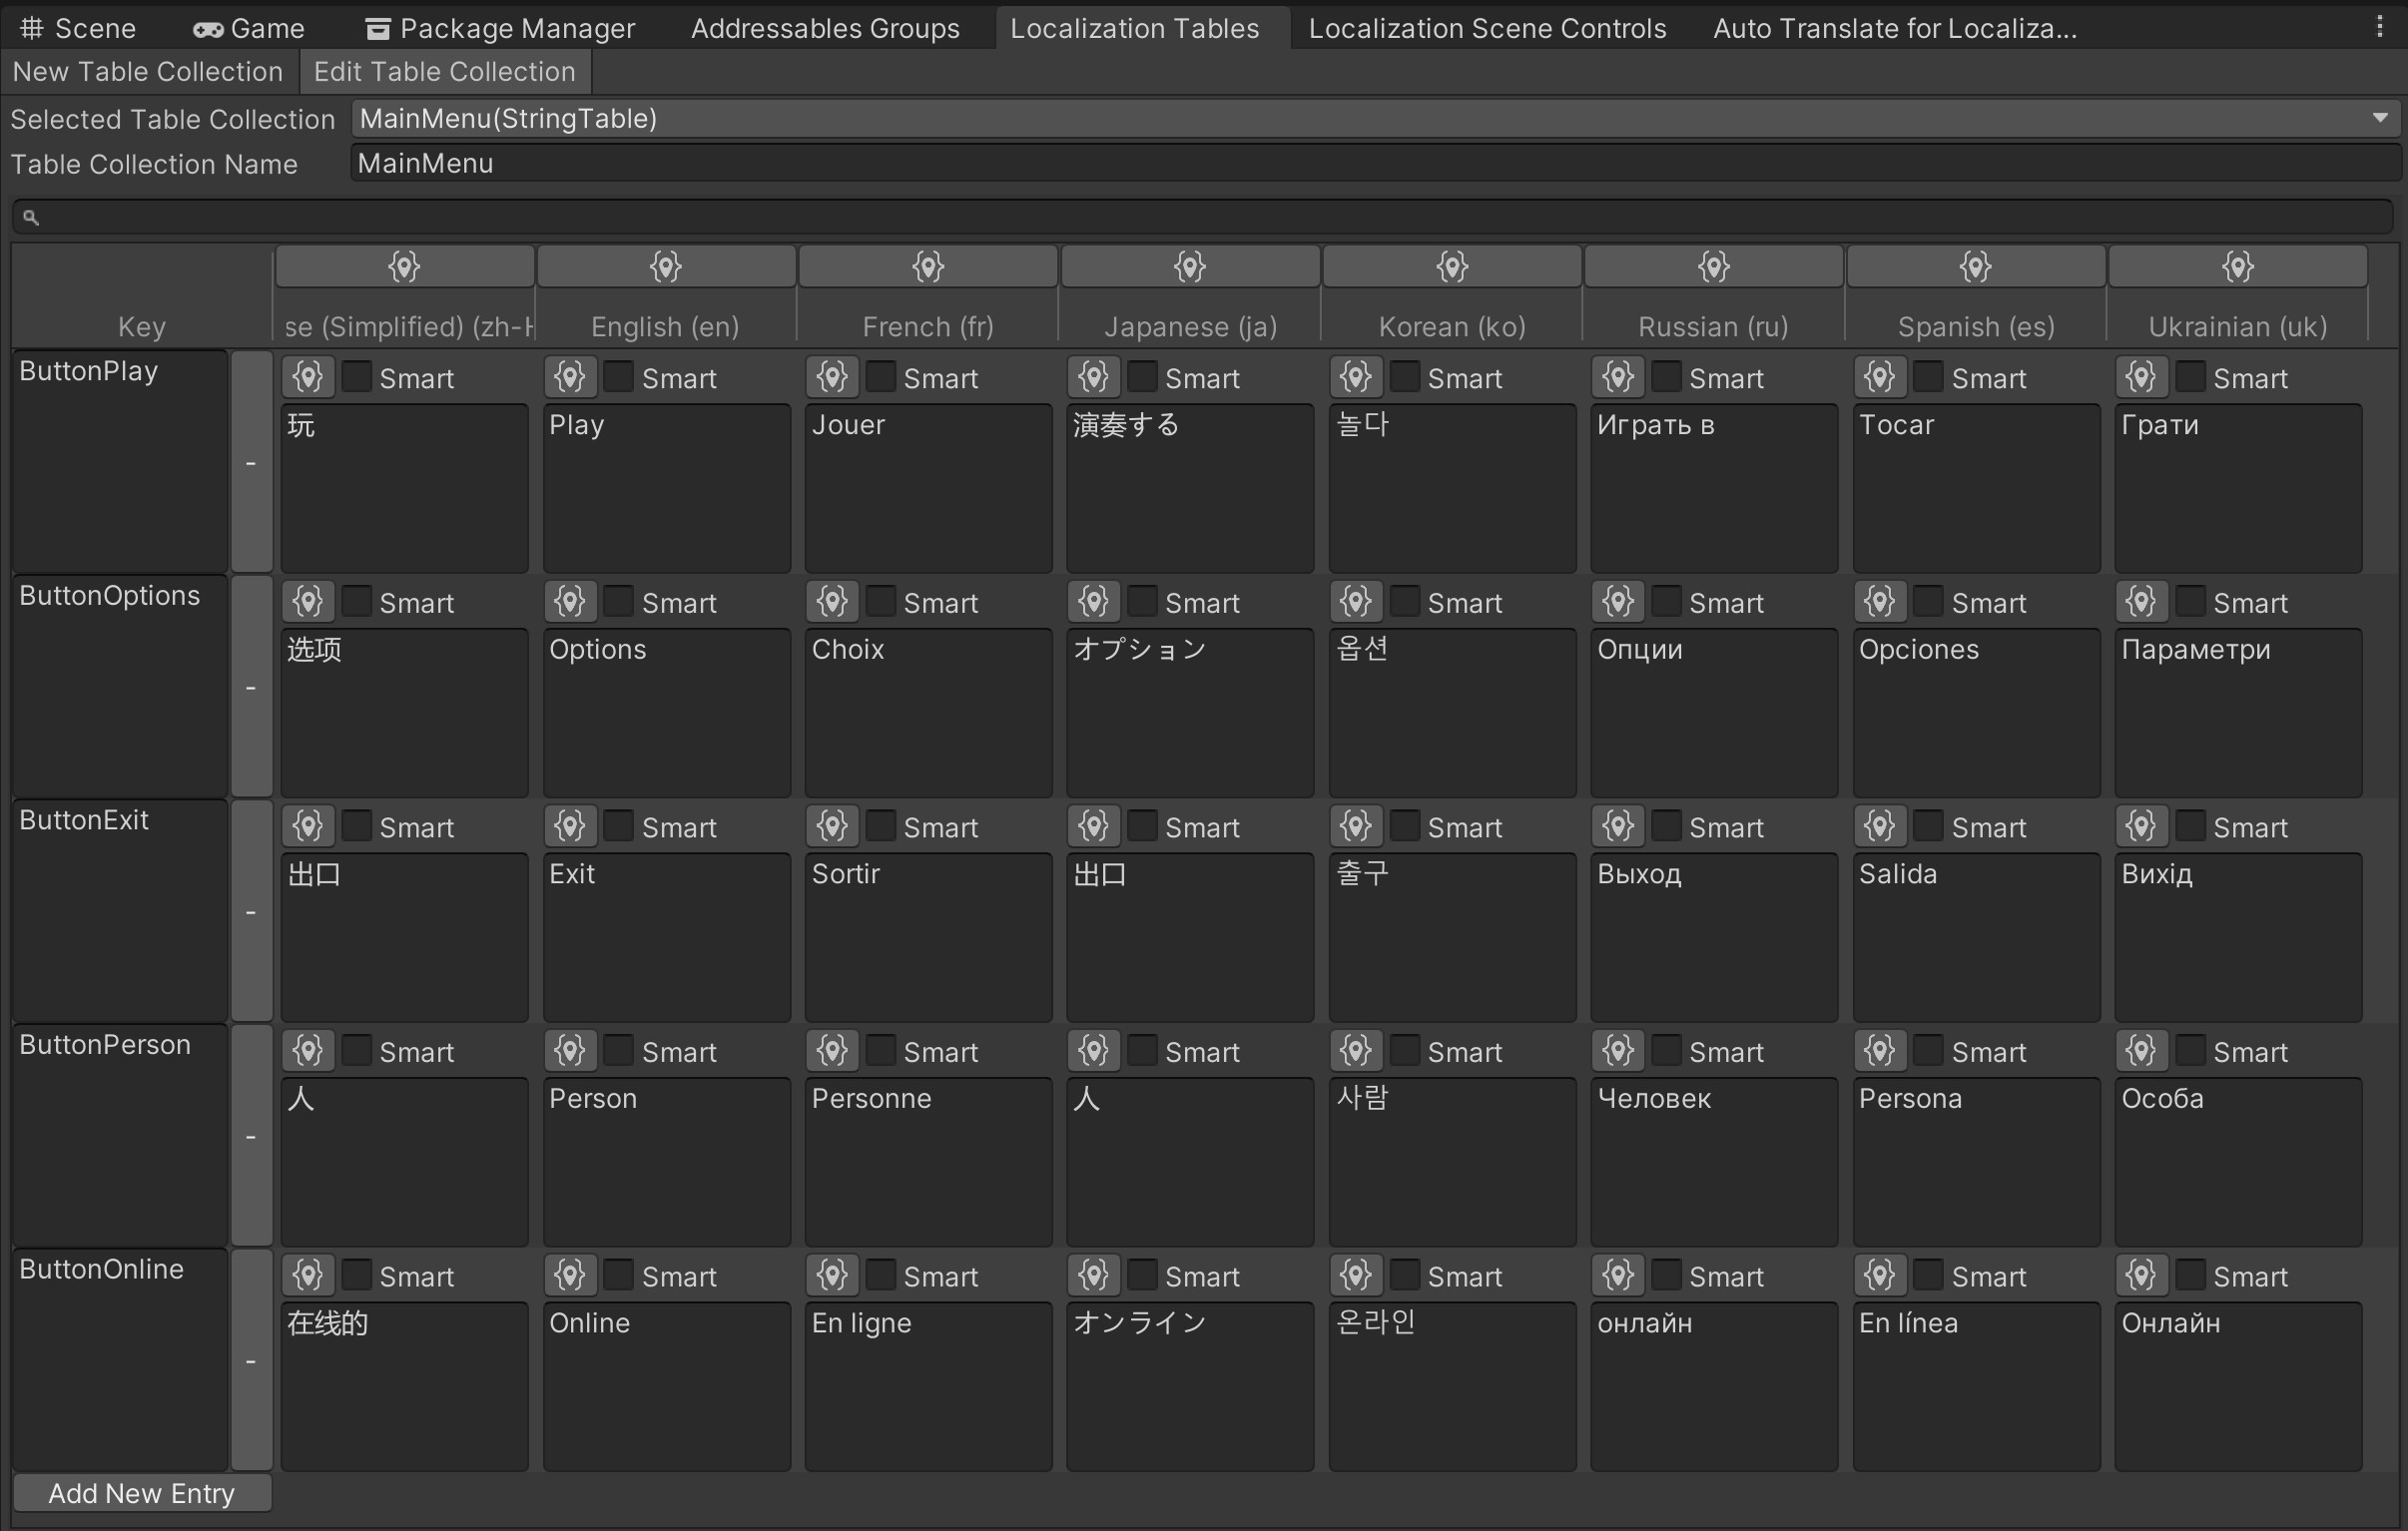 Scene Game Package Manager Addressables Groups Localization Tables Localization Scene Controls Auto Translate for Localiza...
New Table Collection Edit Table Collection
Selected Table Collection MainMenu(StringTable)
Table Collection Name MainMenu
Key se (Simplified) (zh-H English (en) French (fr) Japanese (ja) Korean (ko) Russian (ru) Spanish (es) Ukrainian (uk)
ButtonPlay Smart Smart Smart Smart Smart Smart Smart Smart
- 玩 Play Jouer 演奏する 놀다 Играть в Tocar Грати
ButtonOptions Smart Smart Smart Smart Smart Smart Smart Smart
- 选项 Options Choix オプション 옵션 Опции Opciones Параметри
ButtonExit Smart Smart Smart Smart Smart Smart Smart Smart
- 出口 Exit Sortir 出口 출구 Выход Salida Вихід
ButtonPerson Smart Smart Smart Smart Smart Smart Smart Smart
- 人 Person Personne 人 사람 Человек Persona Особа
ButtonOnline Smart Smart Smart Smart Smart Smart Smart Smart
- 在线的 Online En ligne オンライン 온라인 онлайн En línea Онлайн
Add New Entry